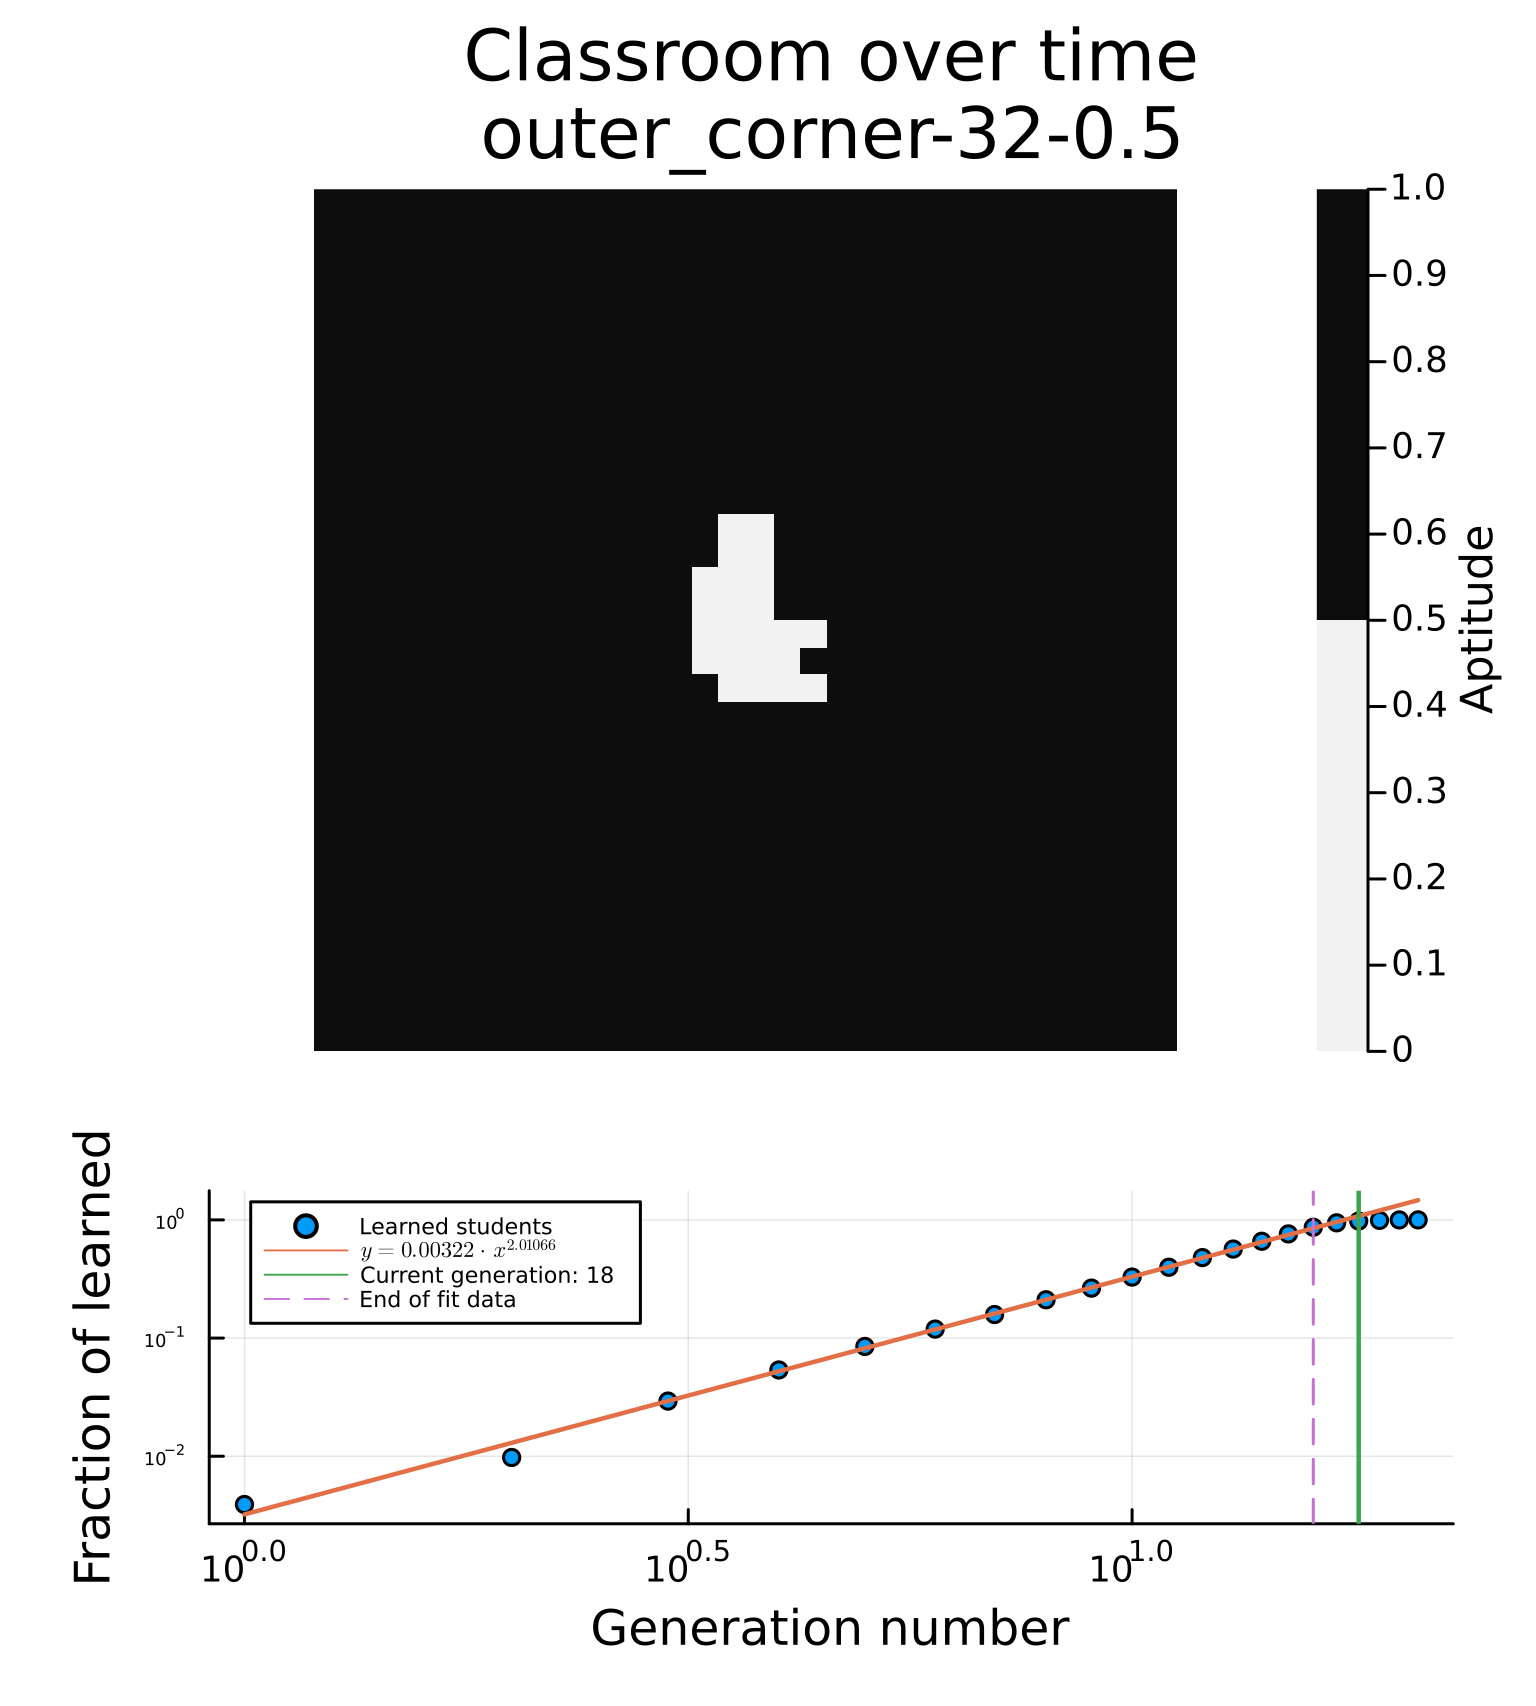 Classroom over time
outer_corner-32-0.5
1.0
0.9
0.8
0.7
0.6
0.5
0.4
0.3
0.2
0.1
0
Aptitude
Fraction of learned
10^0
10^−1
10^−2
Learned students
y = 0.00322 · x^2.01066
Current generation: 18
End of fit data
10^0.0
10^0.5
10^1.0
Generation number